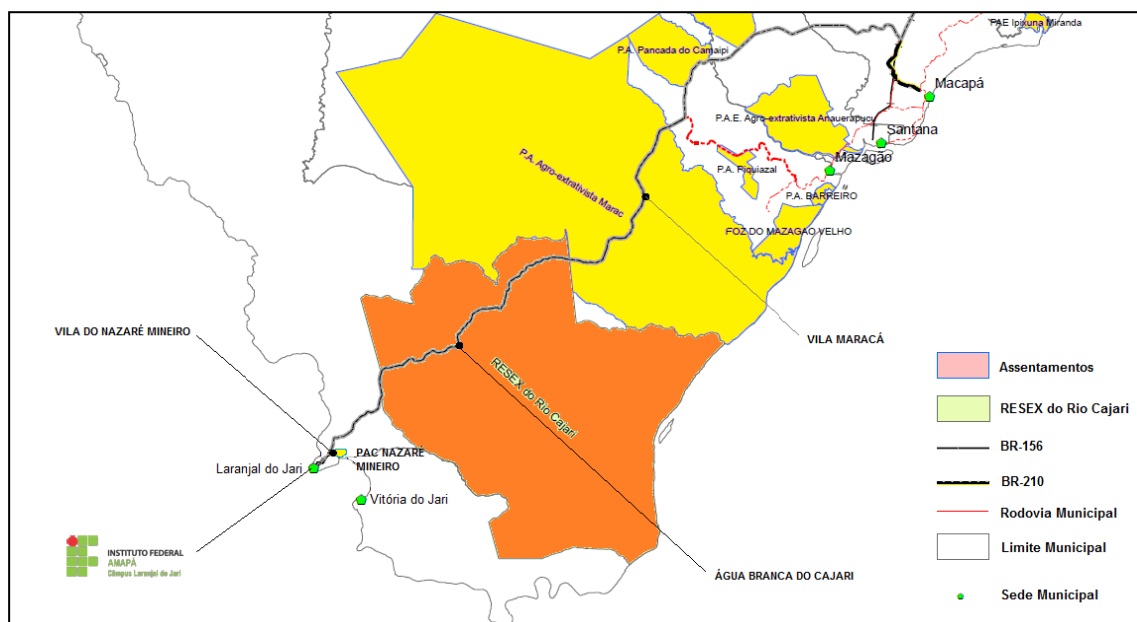 PAE Ipixuna Miranda
P.A. Pancada do Camaipi
Macapá
P.A.E. Agro-extrativista Anauerapucu
Santana
Mazagão
P.A. Piquiazal
P.A. Agro-extrativista Marac
P.A. BARREIRO
FOZ DO MAZAGAO VELHO
VILA DO NAZARÉ MINEIRO
VILA MARACÁ
RESEX do Rio Cajari
PAC NAZARÉ
MINEIRO
Laranjal do Jari
Vitória do Jari
INSTITUTO FEDERAL
AMAPÁ
Câmpus Laranjal do Jari
ÁGUA BRANCA DO CAJARI
Assentamentos
RESEX do Rio Cajari
BR-156
BR-210
Rodovia Municipal
Limite Municipal
Sede Municipal